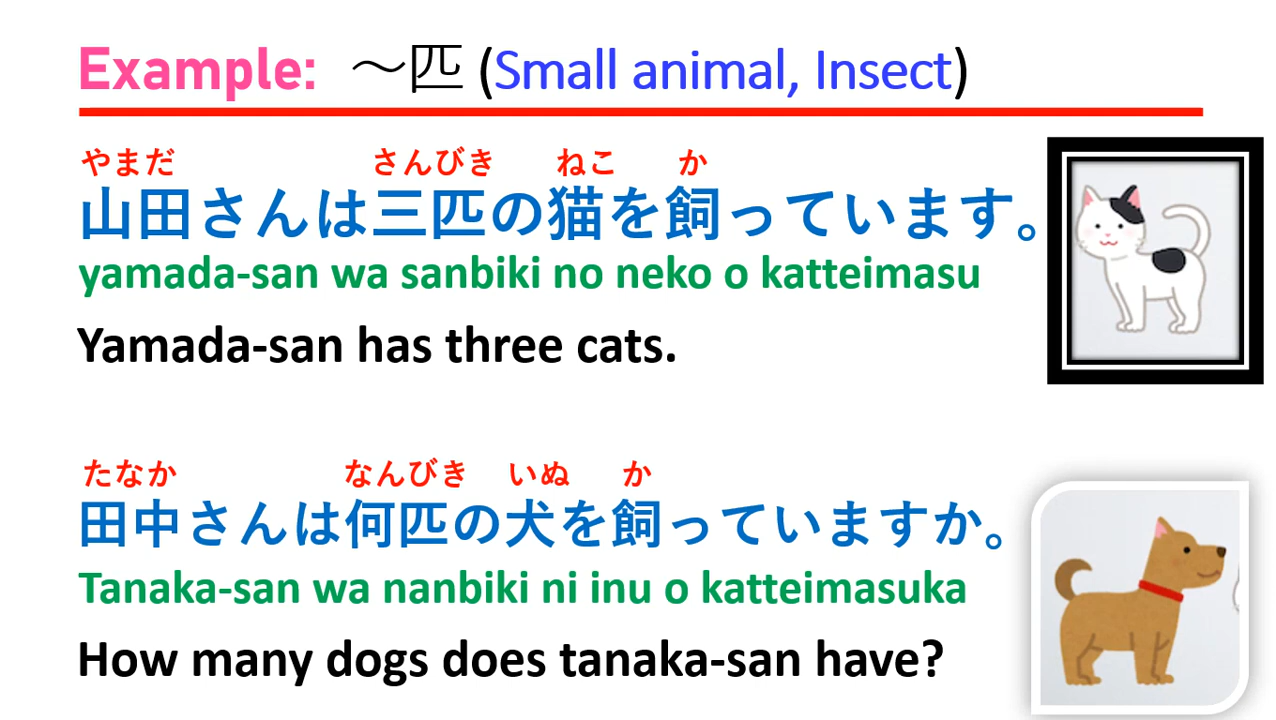 Example: ～匹 (Small animal, Insect)
やまだ さんびき ねこ か
山田さんは三匹の猫を飼っています。
yamada-san wa sanbiki no neko o katteimasu
Yamada-san has three cats.
たなか なんびき いぬ か
田中さんは何匹の犬を飼っていますか。
Tanaka-san wa nanbiki ni inu o katteimasuka
How many dogs does tanaka-san have?